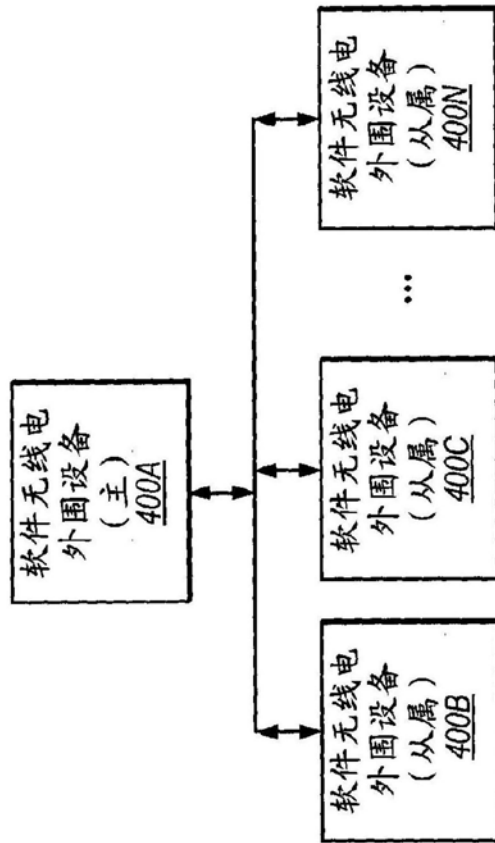 软件无线电
外围设备
(主)
400A
软件无线电
外围设备
(从属)
400B
软件无线电
外围设备
(从属)
400C
...
软件无线电
外围设备
(从属)
400N